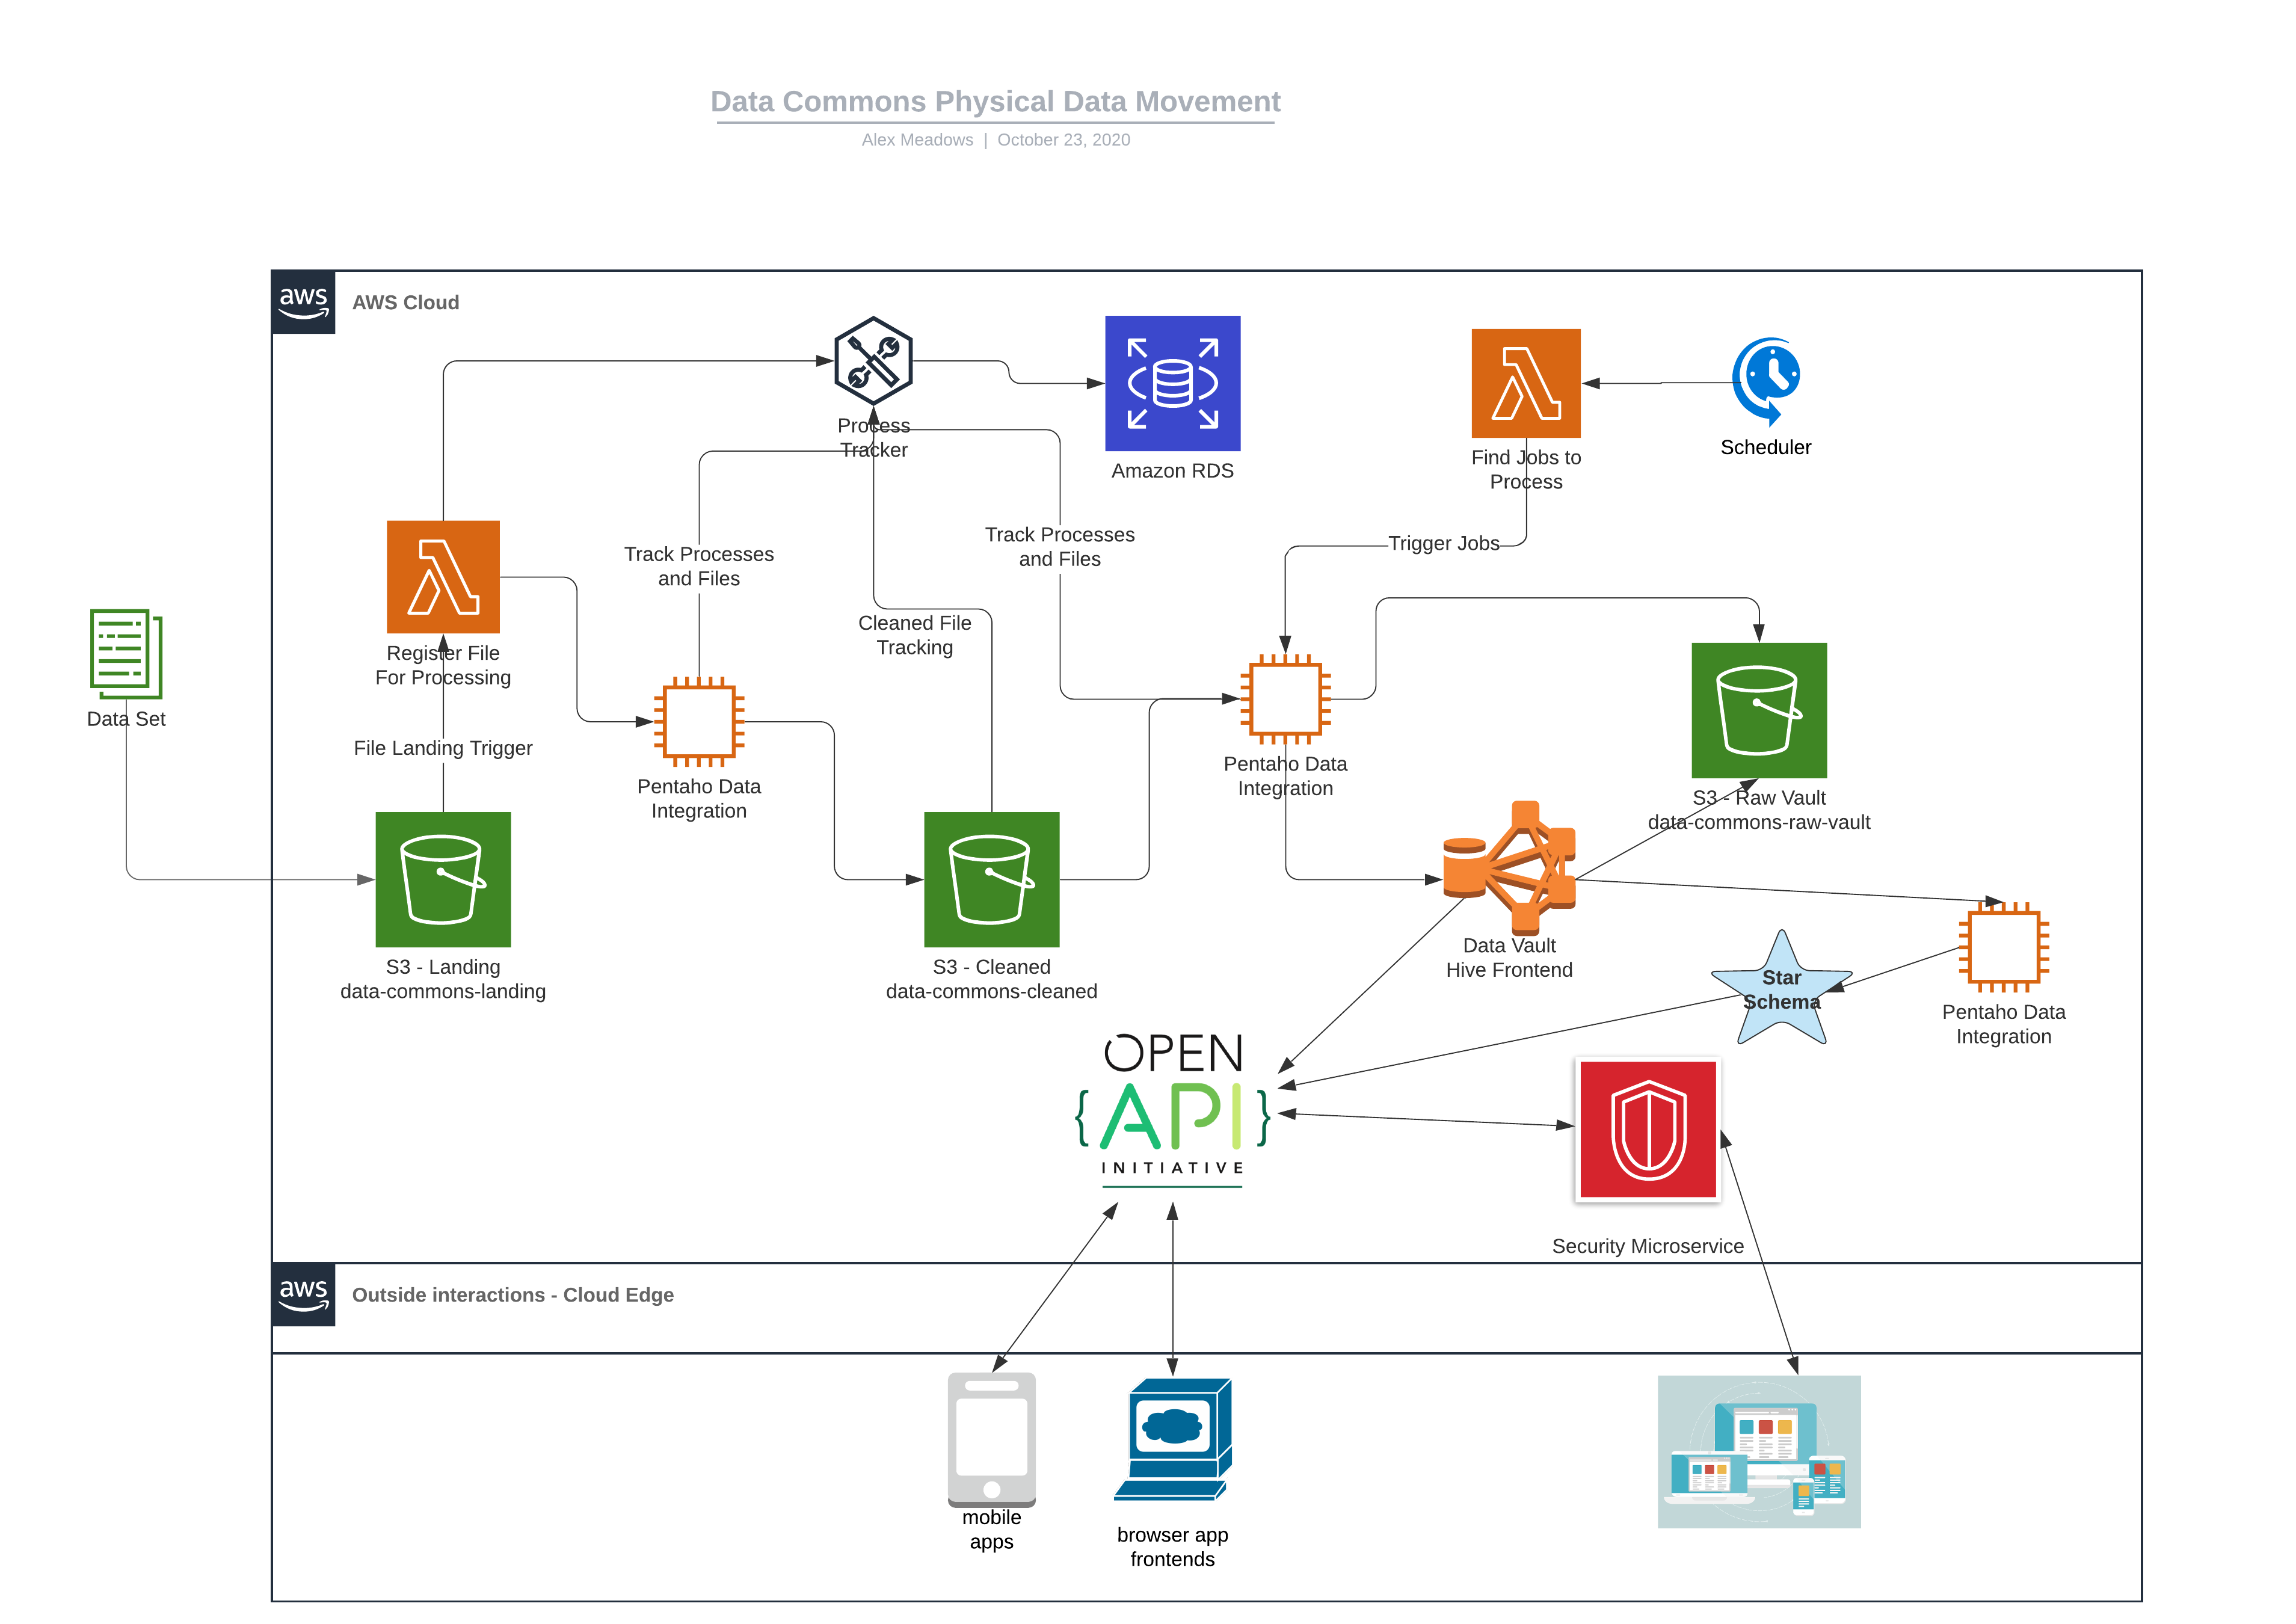 Data Commons Physical Data Movement
Alex Meadows | October 23, 2020
aws
AWS Cloud
Process
Tracker
Amazon RDS
Find Jobs to
Process
Scheduler
Track Processes
and Files
Track Processes
and Files
Trigger Jobs
Cleaned File
Tracking
Register File
For Processing
Data Set
File Landing Trigger
Pentaho Data
Integration
Pentaho Data
Integration
S3 - Raw Vault
data-commons-raw-vault
S3 - Landing
data-commons-landing
S3 - Cleaned
data-commons-cleaned
Data Vault
Hive Frontend
Star
Schema
Pentaho Data
Integration
OPEN
{API}
INITIATIVE
Security Microservice
aws
Outside interactions - Cloud Edge
mobile
apps
browser app
frontends